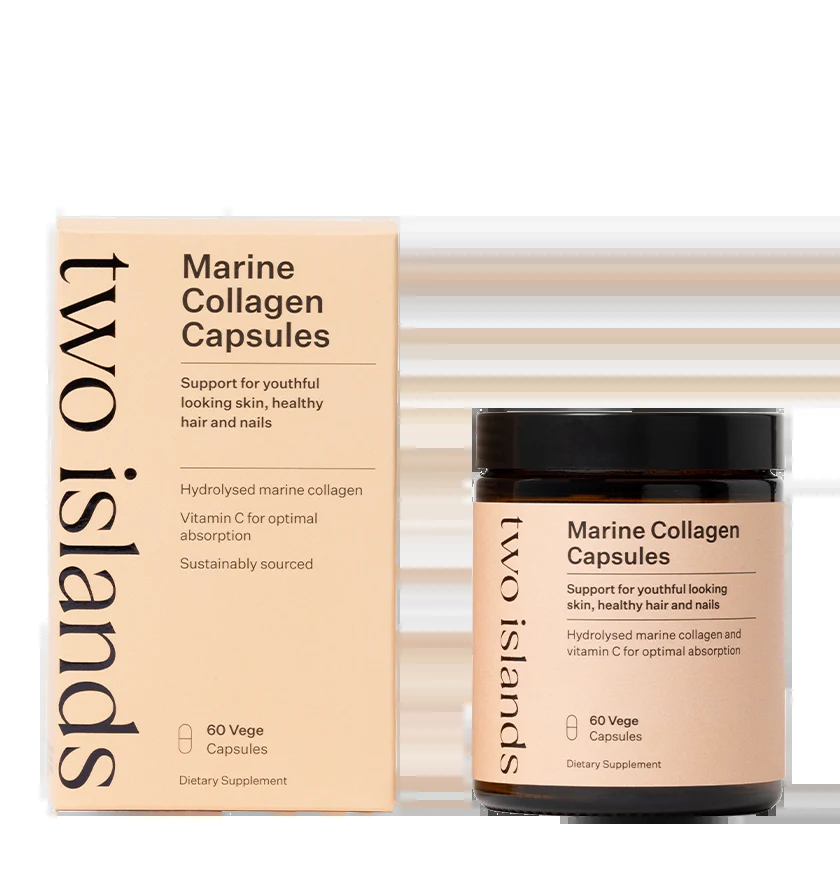 two islands
Marine
Collagen
Capsules
Support for youthful
looking skin, healthy
hair and nails
Hydrolysed marine collagen
Vitamin C for optimal
absorption
Sustainably sourced
60 Vege
Capsules
Dietary Supplement
two islands
Marine Collagen
Capsules
Support for youthful looking
skin, healthy hair and nails
Hydrolysed marine collagen and
vitamin C for optimal absorption
60 Vege
Capsules
Dietary Supplement